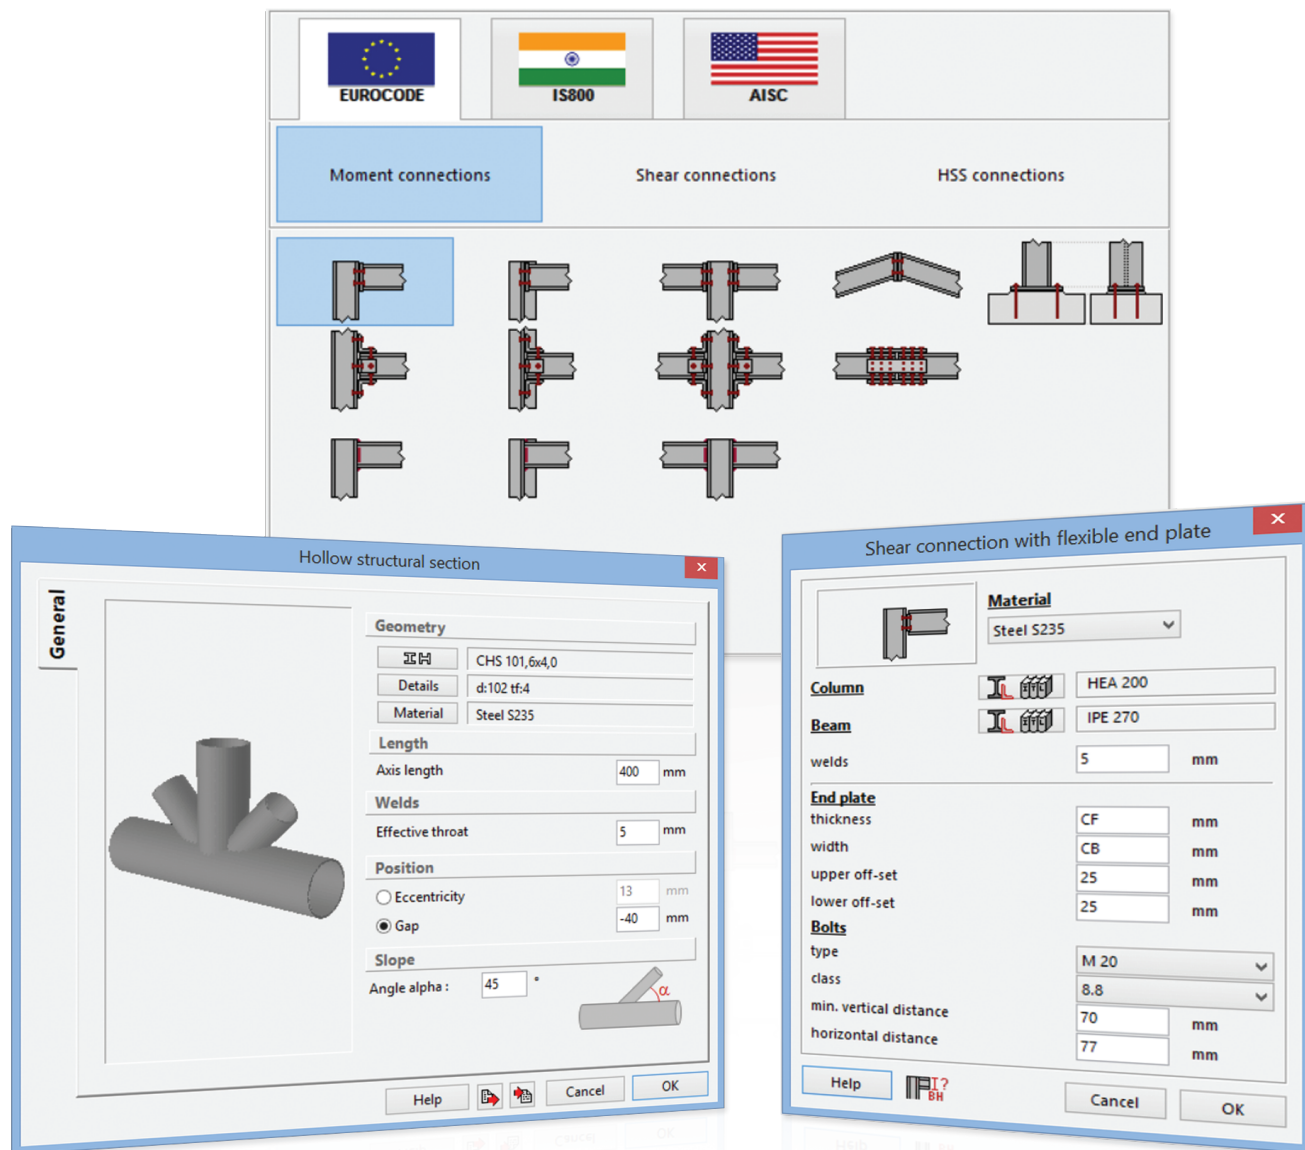 EUROCODE IS800 AISC
Moment connections Shear connections HSS connections
Hollow structural section
General
Geometry
CHS 101,6x4,0
Details d:102 tf:4
Material Steel S235
Length
Axis length 400 mm
Welds
Effective throat 5 mm
Position
Eccentricity 13 mm
Gap -40 mm
Slope
Angle alpha : 45 °
α
Help Cancel OK
Shear connection with flexible end plate
Material
Steel S235
Column HEA 200
Beam IPE 270
welds 5 mm
End plate
thickness CF mm
width CB mm
upper off-set 25 mm
lower off-set 25 mm
Bolts
type M 20
class 8.8
min. vertical distance 70 mm
horizontal distance 77 mm
Help I?
BH
Cancel OK